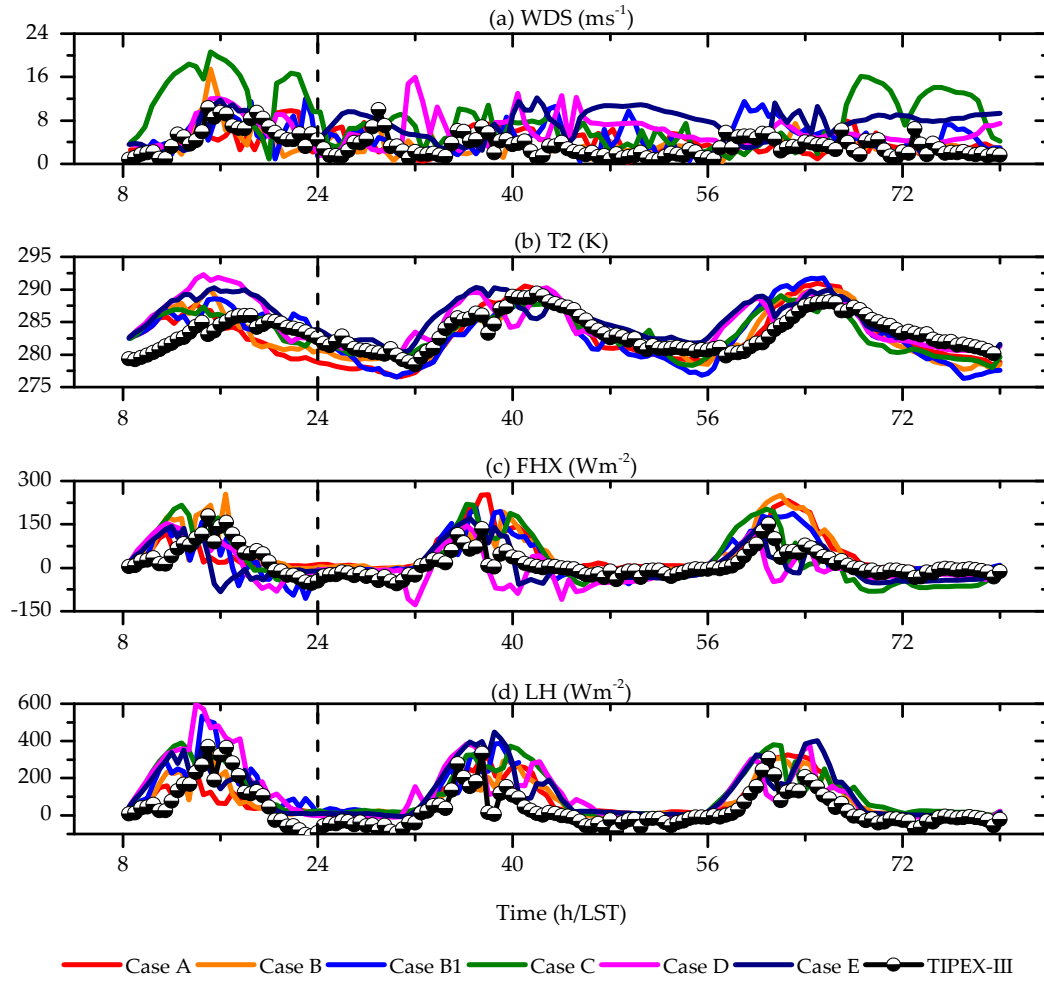 (a) WDS (ms⁻¹)
24
16
8
0
8 24 40 56 72
(b) T2 (K)
295
290
285
280
275
8 24 40 56 72
(c) FHX (Wm⁻²)
300
150
0
-150
8 24 40 56 72
(d) LH (Wm⁻²)
600
400
200
0
8 24 40 56 72
Time (h/LST)
Case A Case B Case B1 Case C Case D Case E TIPEX-III